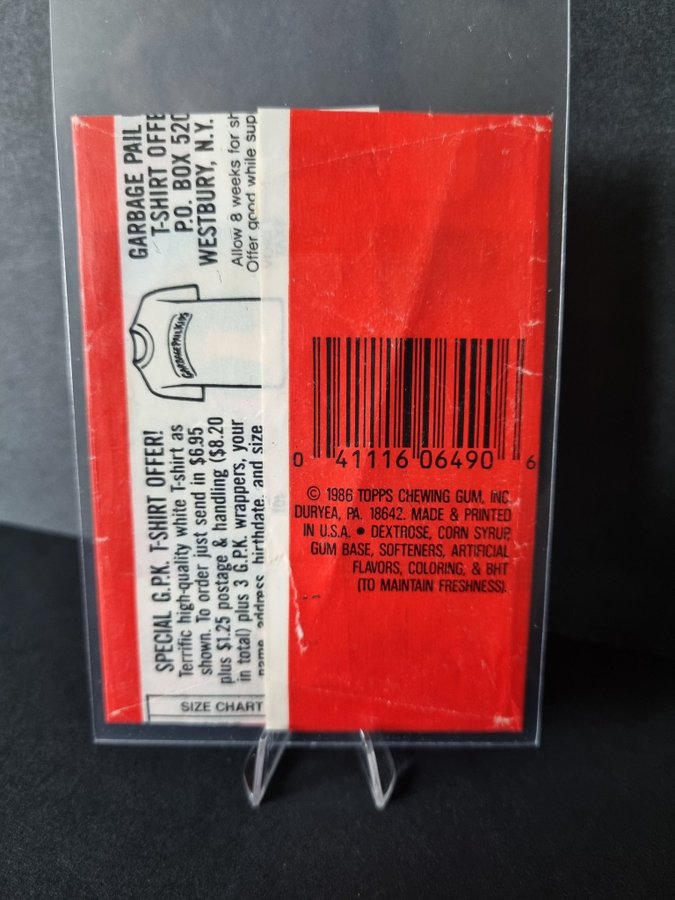 GARBAGE PAIL
T-SHIRT OFFE
P.O. BOX 520
WESTBURY, N.Y.
Allow 8 weeks for sh
Offer good while sup
GARBAGE PAIL KIDS
SPECIAL G.P.K. T-SHIRT OFFER!
Terrific high-quality white T-shirt as
shown. To order just send in $6.95
plus $1.25 postage & handling ($8.20
in total) plus 3 G.P.K. wrappers, your
name, address, birthdate, and size
SIZE CHART
0 41116 06490 6
© 1986 TOPPS CHEWING GUM, INC.
DURYEA, PA. 18642. MADE & PRINTED
IN U.S.A. • DEXTROSE, CORN SYRUP,
GUM BASE, SOFTENERS, ARTIFICIAL
FLAVORS, COLORING, & BHT
(TO MAINTAIN FRESHNESS).